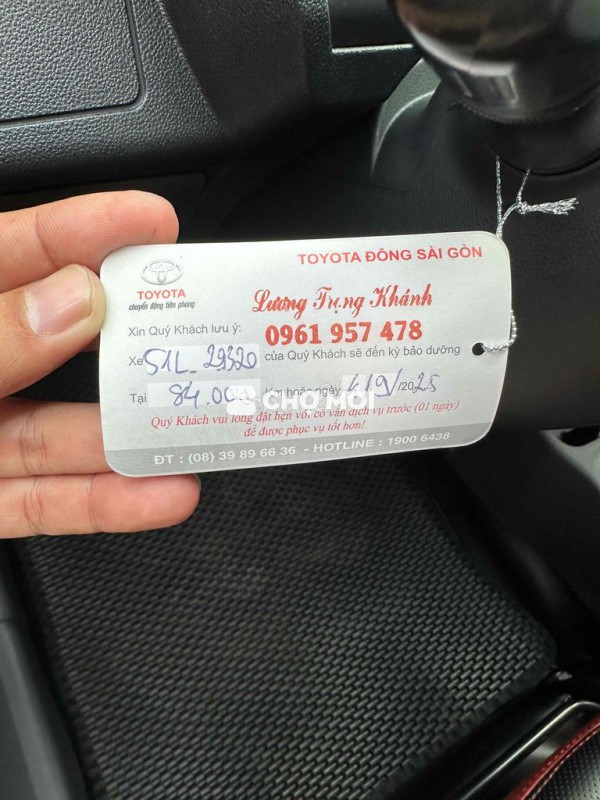 TOYOTA ĐÔNG SÀI GÒN
TOYOTA
chuyển động tiên phong
Lương Trọng Khánh
Xin Quý Khách lưu ý: 0961 957 478
Xe 51L_29320 của Quý Khách sẽ đến kỳ bảo dưỡng
Tại 84.000 Km hoặc ngày 4/9/2025
CHỢ MỚI
Quý Khách vui lòng đặt hẹn với cố vấn dịch vụ trước (01 ngày)
để được phục vụ tốt hơn!
ĐT : (08) 39 89 66 36 - HOTLINE : 1900 6438